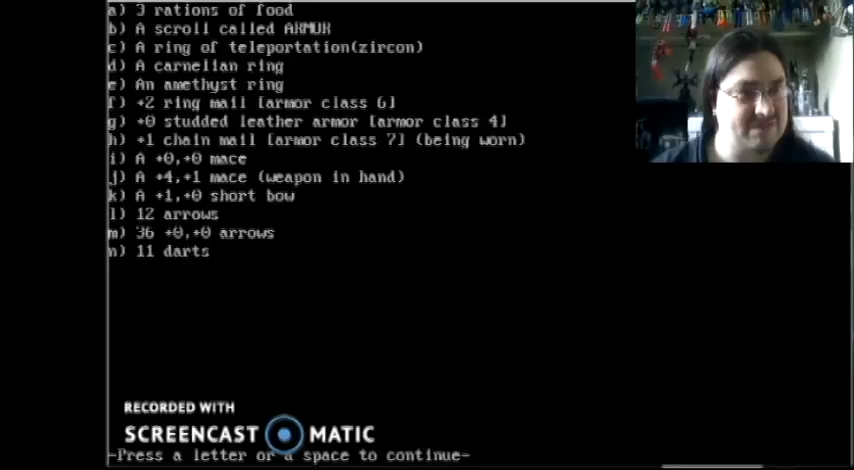 a) 3 rations of food
b) A scroll called ARMOR
c) A ring of teleportation(zircon)
d) A carnelian ring
e) An amethyst ring
f) +2 ring mail [armor class 6]
g) +0 studded leather armor [armor class 4]
h) +1 chain mail [armor class 7] (being worn)
i) A +0,+0 mace
j) A +4,+1 mace (weapon in hand)
k) A +1,+0 short bow
l) 12 arrows
m) 36 +0,+0 arrows
n) 11 darts
RECORDED WITH
SCREENCAST MATIC
-Press a letter or a space to continue-